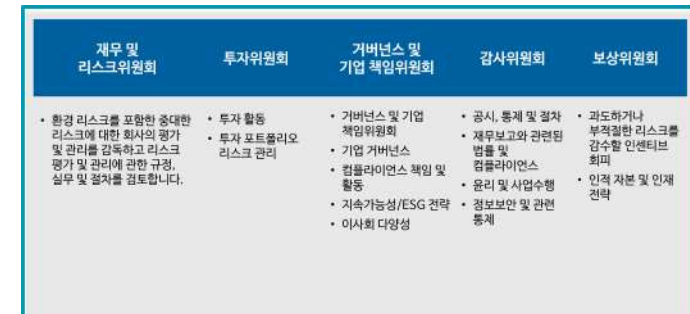 재무 및
리스크위원회
투자위원회
거버넌스 및
기업 책임위원회
감사위원회
보상위원회
• 환경 리스크를 포함한 중대한
리스크에 대한 회사의 평가
및 관리를 감독하고 리스크
평가 및 관리에 관한 규정,
실무 및 절차를 검토합니다.
• 투자 활동
• 투자 포트폴리오
리스크 관리
• 거버넌스 및 기업
책임위원회
• 기업 거버넌스
• 컴플라이언스 책임 및
활동
• 지속가능성/ESG 전략
• 이사회 다양성
• 공시, 통제 및 절차
• 재무보고와 관련된
법률 및
컴플라이언스
• 윤리 및 사업수행
• 정보보안 및 관련
통제
• 과도하거나
부적절한 리스크를
감수할 인센티브
회피
• 인적 자본 및 인재
전략